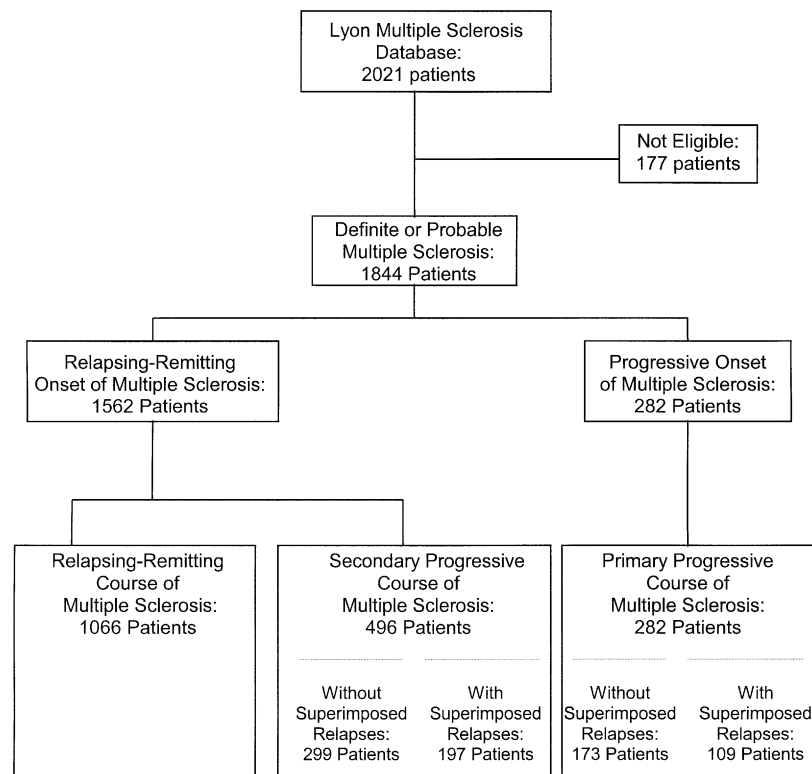 Lyon Multiple Sclerosis
Database:
2021 patients
Not Eligible:
177 patients
Definite or Probable
Multiple Sclerosis:
1844 Patients
Relapsing-Remitting
Onset of Multiple Sclerosis:
1562 Patients
Progressive Onset
of Multiple Sclerosis:
282 Patients
Relapsing-Remitting
Course of
Multiple Sclerosis:
1066 Patients
Secondary Progressive
Course of
Multiple Sclerosis:
496 Patients
Without
Superimposed
Relapses:
299 Patients
With
Superimposed
Relapses:
197 Patients
Primary Progressive
Course of
Multiple Sclerosis:
282 Patients
Without
Superimposed
Relapses:
173 Patients
With
Superimposed
Relapses:
109 Patients